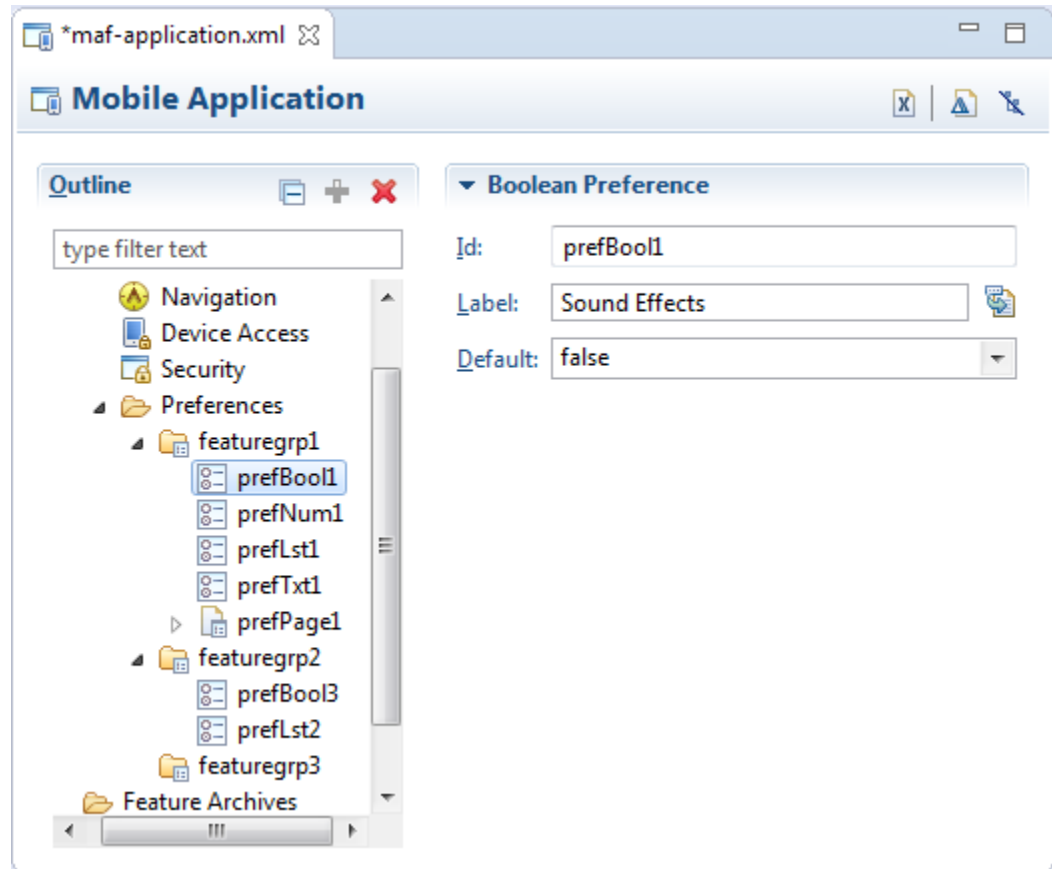 *maf-application.xml
Mobile Application
Outline
type filter text
Navigation
Device Access
Security
Preferences
featuregrp1
prefBool1
prefNum1
prefLst1
prefTxt1
prefPage1
featuregrp2
prefBool3
prefLst2
featuregrp3
Feature Archives
Boolean Preference
Id: prefBool1
Label: Sound Effects
Default: false